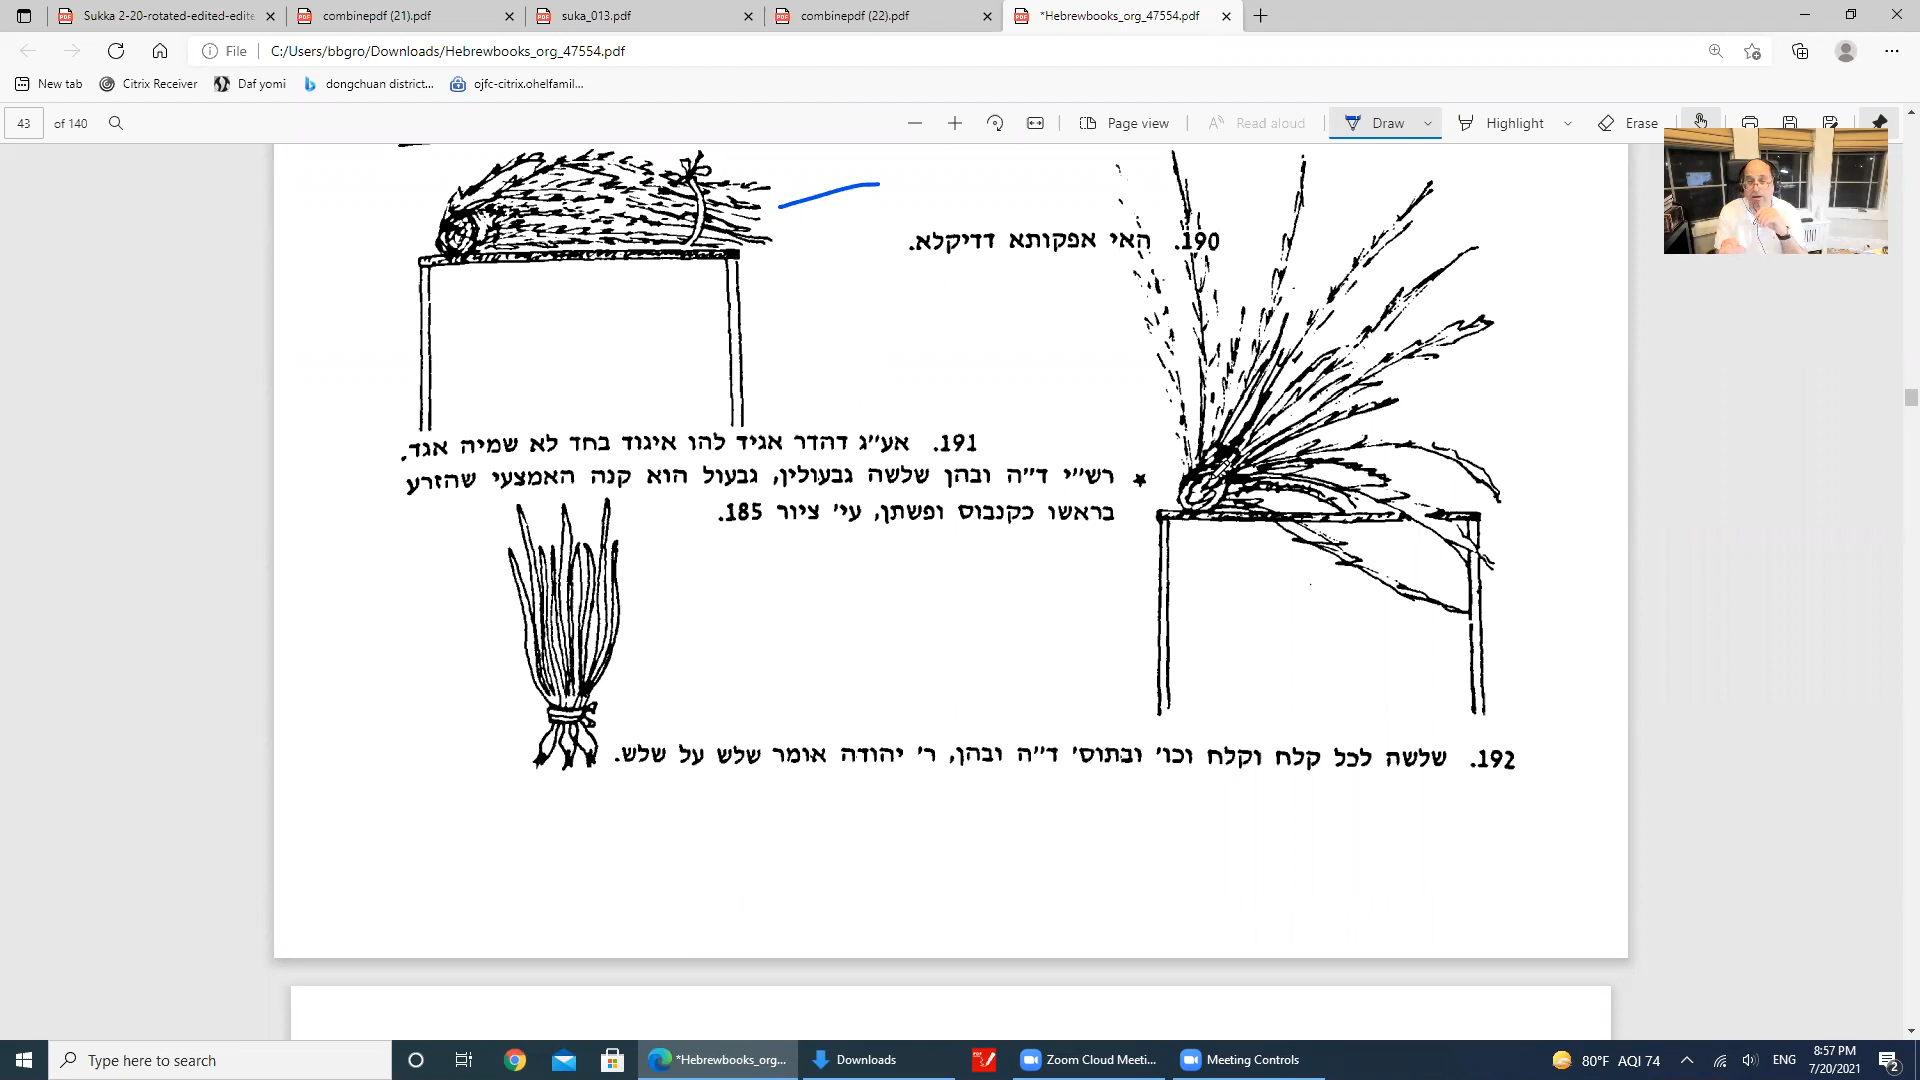 Sukka 2-20-rotated-edited-edite
combinepdf (21).pdf
suka_013.pdf
combinepdf (22).pdf
*Hebrewbooks_org_47554.pdf
File
C:/Users/bbgro/Downloads/Hebrewbooks_org_47554.pdf
New tab
Citrix Receiver
Daf yomi
dongchuan district...
ojfc-citrix.ohelfamil...
43 of 140
Page view
Read aloud
Draw
Highlight
Erase
190. האי אפקותא דדיקלא.
191. אע״ג דהדר אגיד להו איגוד בחד לא שמיה אגד.
★ רש״י ד״ה ובהן שלשה גבעולין, גבעול הוא קנה האמצעי שהזרע
בראשו כקנבוס ופשתן, עי׳ ציור 185.
192. שלשה לכל קלח וקלח וכו׳ ובתוס׳ ד״ה ובהן, ר׳ יהודה אומר שלש על שלש.
Type here to search
*Hebrewbooks_org...
Downloads
Zoom Cloud Meeti...
Meeting Controls
80°F AQI 74
ENG
8:57 PM
7/20/2021
2